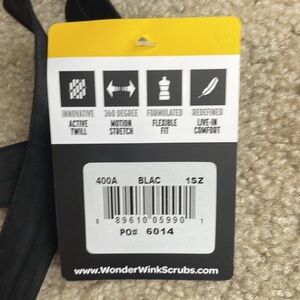 INNOVATIVE
ACTIVE
TWILL
360 DEGREE
MOTION
STRETCH
FORMULATED
FLEXIBLE
FIT
REDEFINED
LIVE-IN
COMFORT
400A BLAC 1SZ
8 89610 05990 1
PO# 6014
www.WonderWinkScrubs.com